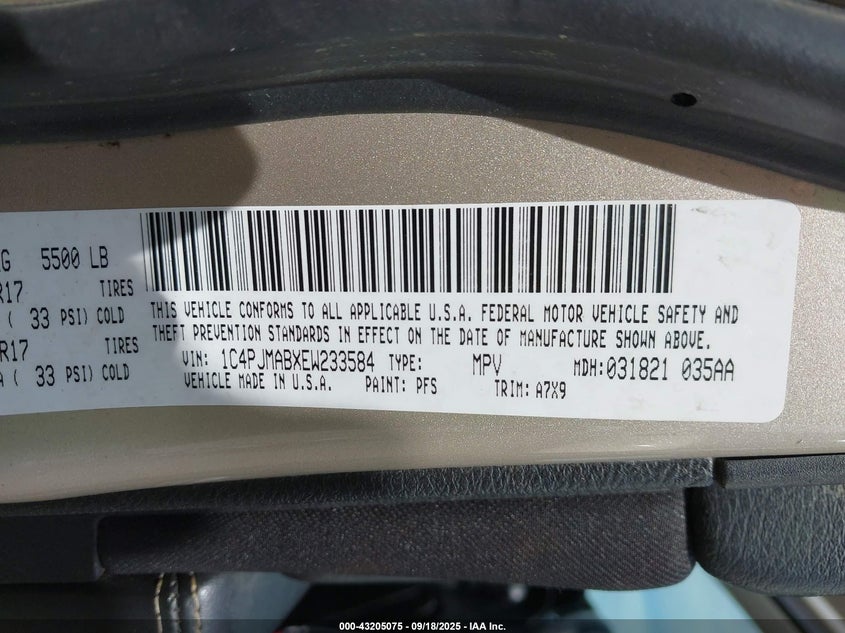 G 5500 LB
R17 TIRES
( 33 PSI) COLD
R17 TIRES
A ( 33 PSI) COLD
THIS VEHICLE CONFORMS TO ALL APPLICABLE U.S.A. FEDERAL MOTOR VEHICLE SAFETY AND
THEFT PREVENTION STANDARDS IN EFFECT ON THE DATE OF MANUFACTURE SHOWN ABOVE.
VIN: 1C4PJMABXEW233584 TYPE: MPV MDH: 031821 035AA
VEHICLE MADE IN U.S.A. PAINT: PFS TRIM: A7X9
000-43205075 - 09/18/2025 - IAA Inc.